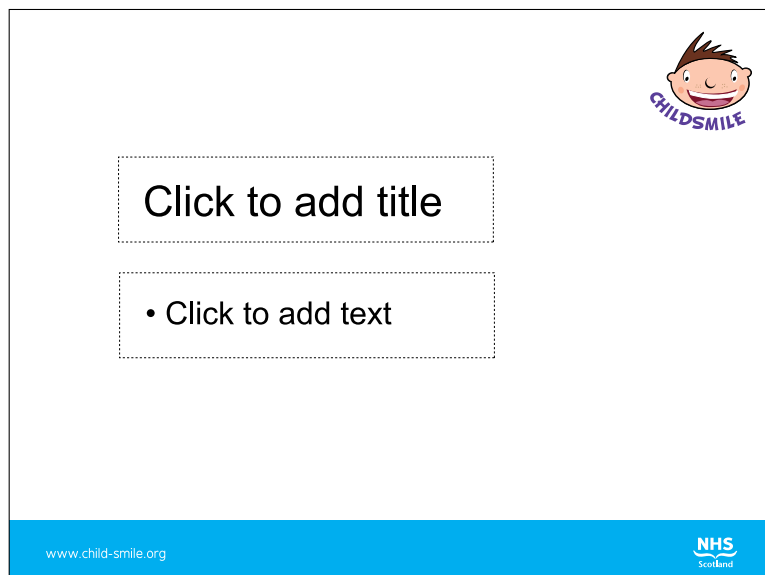 CHILDSMILE
Click to add title
• Click to add text
www.child-smile.org
NHS
Scotland